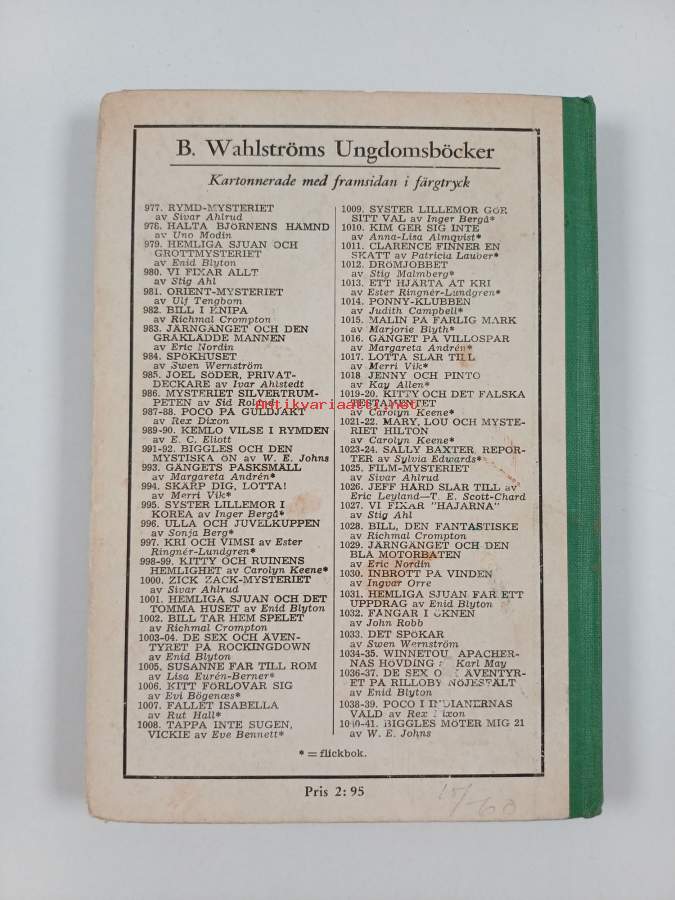 B. Wahlströms Ungdomsböcker
Kartonnerade med framsidan i färgtryck
977. RYMD-MYSTERIET
av Sivar Ahlrud
978. HALTA BJÖRNENS HÄMND
av Uno Modin
979. HEMLIGA SJUAN OCH
GROTTMYSTERIET
av Enid Blyton
980. VI FIXAR ALLT
av Stig Ahl
981. ORIENT-MYSTERIET
av Ulf Tengbom
982. BILL I KNIPA
av Richmal Crompton
983. JÄRNGÄNGET OCH DEN
GRÅKLÄDDE MANNEN
av Eric Nordin
984. SPÖKHUSET
av Swen Wernström
985. JOEL SÖDER, PRIVAT-
DECKARE av Ivar Ahlstedt
986. MYSTERIET SILVERTRUM-
PETEN av Sid Roland
987-88. POCO PÅ GULDJAKT
av Rex Dixon
989-90. KEMLO VILSE I RYMDEN
av E. C. Eliott
991-92. BIGGLES OCH DEN
MYSTISKA ÖN av W. E. Johns
993. GÄNGETS PÅSKSMÄLL
av Margareta Andrén*
994. SKÄRP DIG, LOTTA!
av Merri Vik*
995. SYSTER LILLEMOR I
KOREA av Inger Bergå*
996. ULLA OCH JUVELKUPPEN
av Sonja Berg*
997. KRI OCH VIMSI av Ester
Ringnér-Lundgren*
998-99. KITTY OCH RUINENS
HEMLIGHET av Carolyn Keene*
1000. ZICK ZACK-MYSTERIET
av Sivar Ahlrud
1001. HEMLIGA SJUAN OCH DET
TOMMA HUSET av Enid Blyton
1002. BILL TAR HEM SPELET
av Richmal Crompton
1003-04. DE SEX OCH ÄVEN-
TYRET PÅ ROCKINGDOWN
av Enid Blyton
1005. SUSANNE FAR TILL ROM
av Lisa Eurén-Berner*
1006. KITT FÖRLOVAR SIG
av Evi Bögenæs*
1007. FALLET ISABELLA
av Rut Hall*
1008. TAPPA INTE SUGEN,
VICKIE av Eve Bennett*
1009. SYSTER LILLEMOR GÖR
SITT VAL av Inger Bergå*
1010. KIM GER SIG INTE
av Anna-Lisa Almqvist*
1011. CLARENCE FINNER EN
SKATT av Patricia Lauber*
1012. DRÖMJOBBET
av Stig Malmberg*
1013. ETT HJÄRTA ÅT KRI
av Ester Ringnér-Lundgren*
1014. PONNY-KLUBBEN
av Judith Campbell*
1015. MALIN PÅ FARLIG MARK
av Marjorie Blyth*
1016. GÄNGET PÅ VILLOSPÅR
av Margareta Andrén*
1017. LOTTA SLÅR TILL
av Merri Vik*
1018 JENNY OCH PINTO
av Kay Allen*
1019-20. KITTY OCH DET FALSKA
TESTAMENTET
av Carolyn Keene*
1021-22. MARY, LOU OCH MYSTE-
RIET HILTON
av Carolyn Keene*
1023-24. SALLY BAXTER, REPOR-
TER av Sylvia Edwards*
1025. FILM-MYSTERIET
av Sivar Ahlrud
1026. JEFF HARD SLÅR TILL av
Eric Leyland—T. E. Scott-Chard
1027. VI FIXAR "HAJARNA"
av Stig Ahl
1028. BILL, DEN FANTASTISKE
av Richmal Crompton
1029. JÄRNGÄNGET OCH DEN
BLÅ MOTORBÅTEN
av Eric Nordin
1030. INBROTT PÅ VINDEN
av Ingvar Orre
1031. HEMLIGA SJUAN FÅR ETT
UPPDRAG av Enid Blyton
1032. FÅNGAR I ÖKNEN
av John Robb
1033. DET SPÖKAR
av Swen Wernström
1034-35. WINNETOU, APACHER-
NAS HÖVDING Karl May
1036-37. DE SEX O ÄVENTYR-
ET PÅ RILLOBY NÖJESFÄLT
av Enid Blyton
1038-39. POCO I INDIANERNAS
VÅLD av Rex Dixon
1040-41. BIGGLES MÖTER MIG 21
av W. E. Johns
* = flickbok.
Pris 2: 95
Antikvariaatti.net